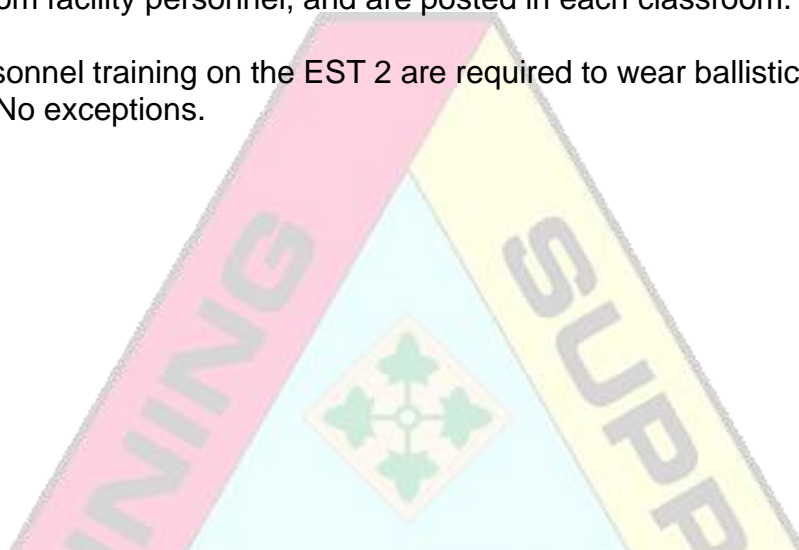 om facility personnel, and are posted in each classroom.
sonnel training on the EST 2 are required to wear ballistic
No exceptions.
NING
SUPP